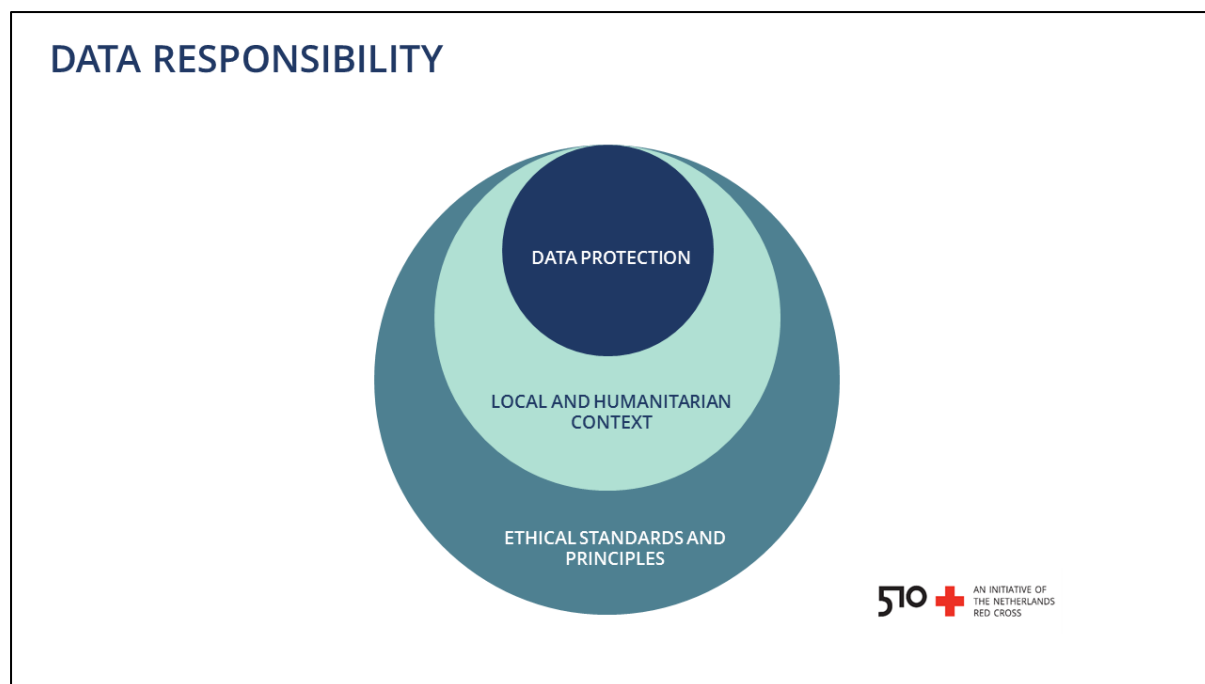 DATA RESPONSIBILITY
DATA PROTECTION
LOCAL AND HUMANITARIAN
CONTEXT
ETHICAL STANDARDS AND
PRINCIPLES
510
AN INITIATIVE OF
THE NETHERLANDS
RED CROSS